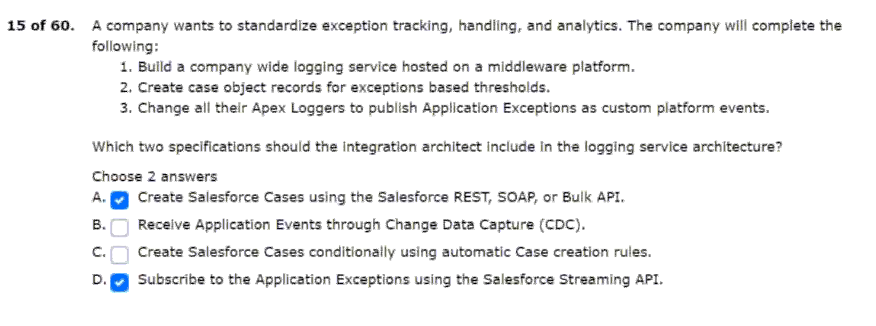 15 of 60. A company wants to standardize exception tracking, handling, and analytics. The company will complete the
following:
1. Build a company wide logging service hosted on a middleware platform.
2. Create case object records for exceptions based thresholds.
3. Change all their Apex Loggers to publish Application Exceptions as custom platform events.
Which two specifications should the integration architect include in the logging service architecture?
Choose 2 answers
A. Create Salesforce Cases using the Salesforce REST, SOAP, or Bulk API.
B. Receive Application Events through Change Data Capture (CDC).
C. Create Salesforce Cases conditionally using automatic Case creation rules.
D. Subscribe to the Application Exceptions using the Salesforce Streaming API.